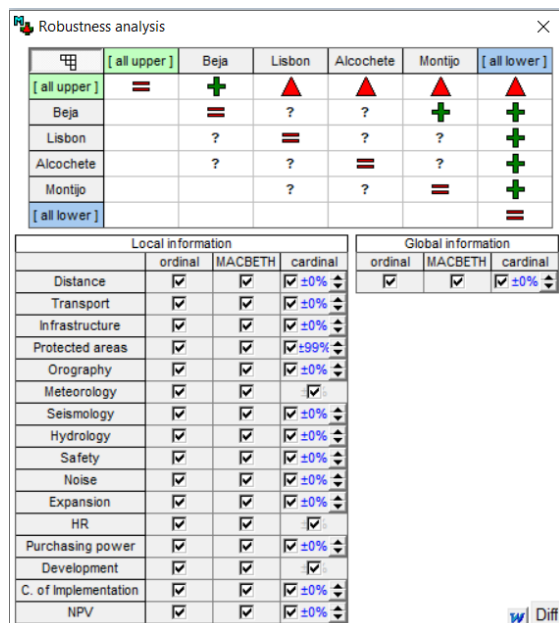 Robustness analysis
[ all upper ] Beja Lisbon Alcochete Montijo [ all lower ]
[ all upper ]
Beja ? ?
Lisbon ? ? ?
Alcochete ? ? ?
Montijo ? ?
[ all lower ]
Local information Global information
ordinal MACBETH cardinal ordinal MACBETH cardinal
Distance ±0% ±0%
Transport ±0%
Infrastructure ±0%
Protected areas ±99%
Orography ±0%
Meteorology
Seismology ±0%
Hydrology ±0%
Safety ±0%
Noise ±0%
Expansion ±0%
HR
Purchasing power ±0%
Development
C. of Implementation ±0%
NPV ±0%
Diff